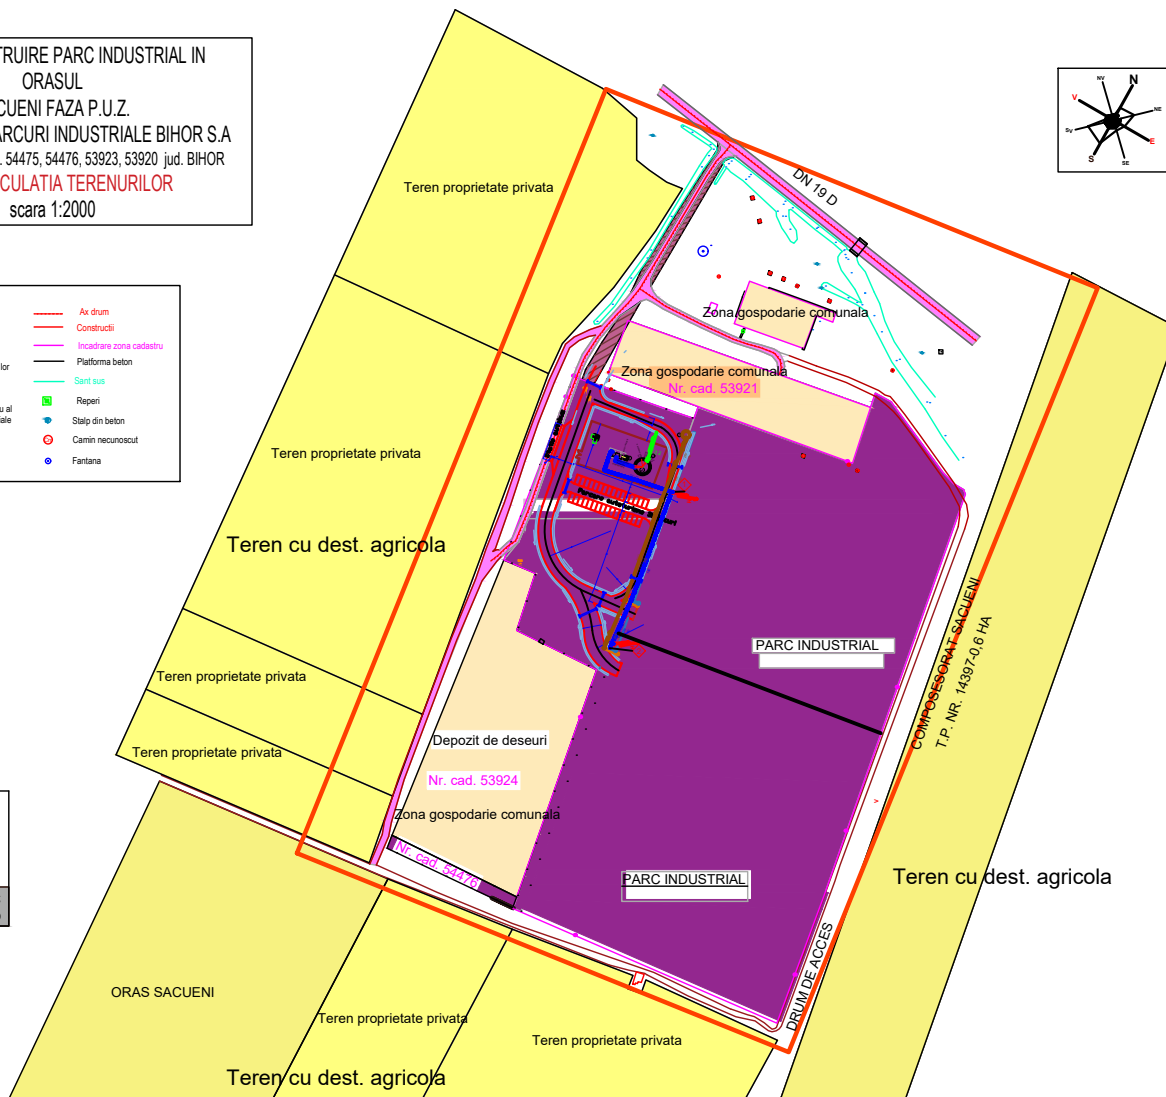 TRUIRE PARC INDUSTRIAL IN
ORASUL
CUENI FAZA P.U.Z.
ARCURI INDUSTRIALE BIHOR S.A
. 54475, 54476, 53923, 53920 jud. BIHOR
CULATIA TERENURILOR
scara 1:2000
Ax drum
Constructii
Incadrare zona cadastru
Platforma beton
Sant sus
Reperi
Stalp din beton
Camin necunoscut
Fantana
lor
u al
iale
NV
N
V
NE
SV
E
S
SE
DN 19 D
Teren proprietate privata
Zona gospodarie comunala
Zona gospodarie comunala
Nr. cad. 53921
Teren proprietate privata
Teren cu dest. agricola
PARC INDUSTRIAL
COMPOSESORAT SACUENI
T.P. NR. 14397-0,6 HA
Teren proprietate privata
Teren proprietate privata
Depozit de deseuri
Nr. cad. 53924
Zona gospodarie comunala
Nr. cad. 54476
PARC INDUSTRIAL
Teren cu dest. agricola
DRUM DE ACCES
ORAS SACUENI
Teren proprietate privata
Teren proprietate privata
Teren cu dest. agricola